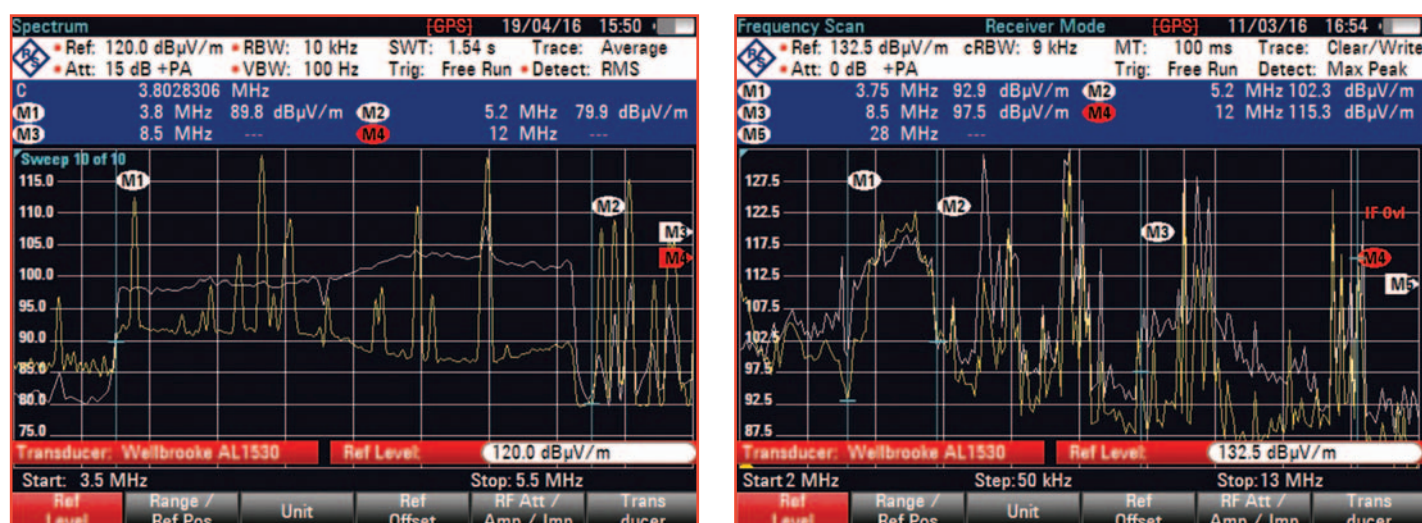 Spectrum [GPS] 19/04/16 15:50
Ref: 120.0 dBµV/m RBW: 10 kHz SWT: 1.54 s Trace: Average
Att: 15 dB +PA VBW: 100 Hz Trig: Free Run Detect: RMS
C 3.8028306 MHz
M1 3.8 MHz 89.8 dBµV/m M2 5.2 MHz 79.9 dBµV/m
M3 8.5 MHz --- M4 12 MHz ---
Sweep 10 of 10
115.0
M1
110.0
M2
105.0
M3
M4
100.0
95.0
90.0
85.0
80.0
75.0
Transducer: Wellbrooke AL1530 Ref Level: 120.0 dBµV/m
Start: 3.5 MHz Stop: 5.5 MHz
Ref Level
Range / Ref Pos
Unit
Ref Offset
RF Att / Amp / Imp
Trans ducer
Frequency Scan Receiver Mode [GPS] 11/03/16 16:54
Ref: 132.5 dBµV/m cRBW: 9 kHz MT: 100 ms Trace: Clear/Write
Att: 0 dB +PA Trig: Free Run Detect: Max Peak
M1 3.75 MHz 92.9 dBµV/m M2 5.2 MHz 102.3 dBµV/m
M3 8.5 MHz 97.5 dBµV/m M4 12 MHz 115.3 dBµV/m
M5 28 MHz ---
127.5
M1
122.5
M2
IF Ovl
117.5
M3
M4
112.5
M5
107.5
102.5
97.5
92.5
87.5
Transducer: Wellbrooke AL1530 Ref Level: 132.5 dBµV/m
Start 2 MHz Step: 50 kHz Stop: 13 MHz
Ref Level
Range / Ref Pos
Unit
Ref Offset
RF Att / Amp / Imp
Trans ducer